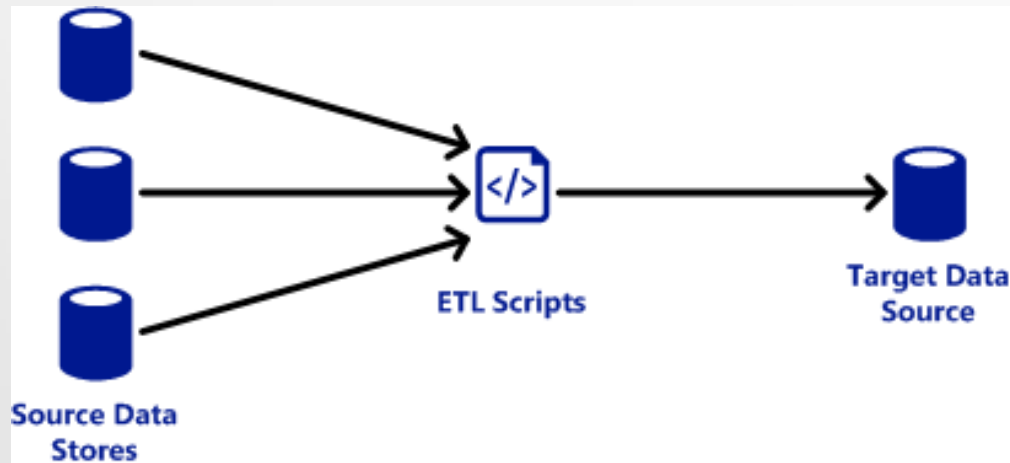 </>
ETL Scripts
Target Data
Source
Source Data
Stores